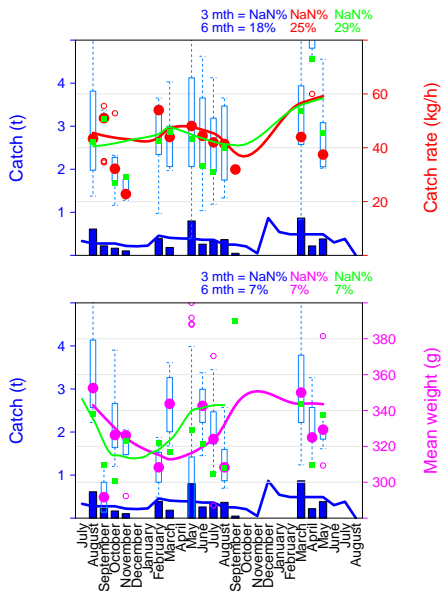 3 mth = NaN% NaN% NaN%
6 mth = 18% 25% 29%
5
4
3
2
1
Catch (t)
60
40
20
Catch rate (kg/h)
3 mth = NaN% NaN% NaN%
6 mth = 7% 7% 7%
5
4
3
2
1
Catch (t)
380
360
340
320
300
Mean weight (g)
July
August
September
October
November
December
January
February
March
April
May
June
July
August
September
October
November
December
January
February
March
April
May
June
July
August